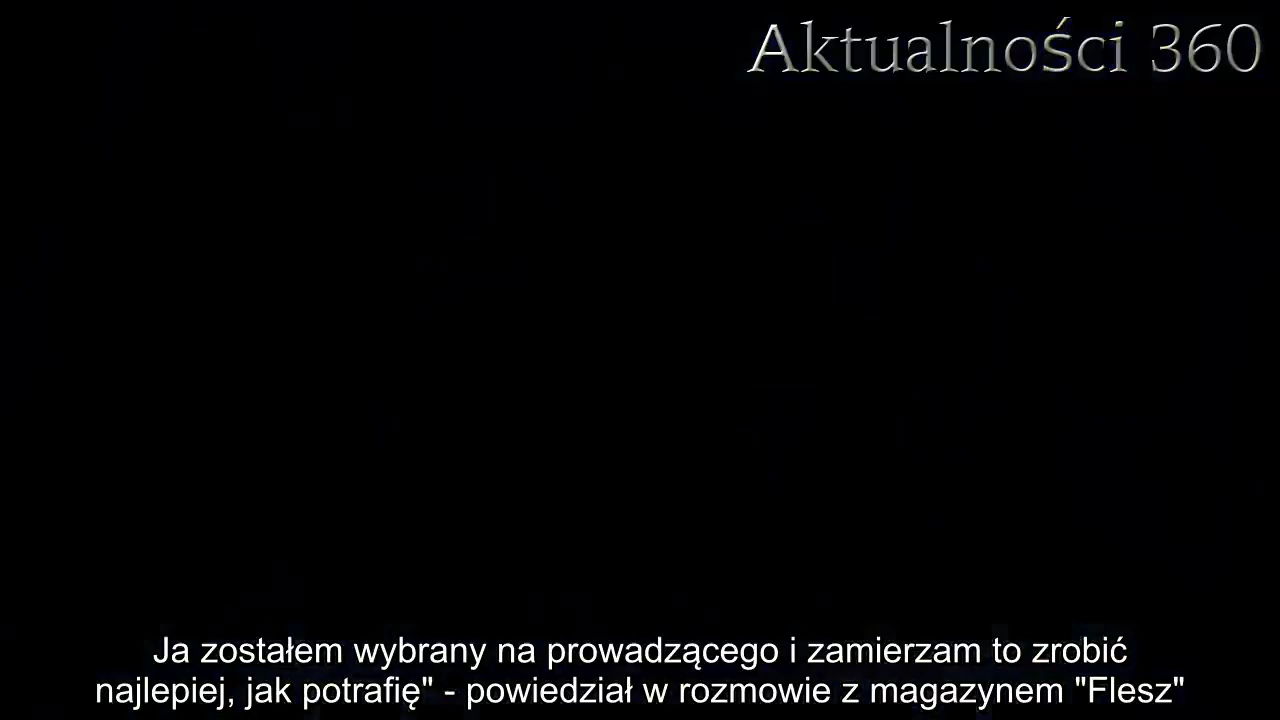 Aktualności 360
Ja zostałem wybrany na prowadzącego i zamierzam to zrobić
najlepiej, jak potrafię" - powiedział w rozmowie z magazynem "Flesz"